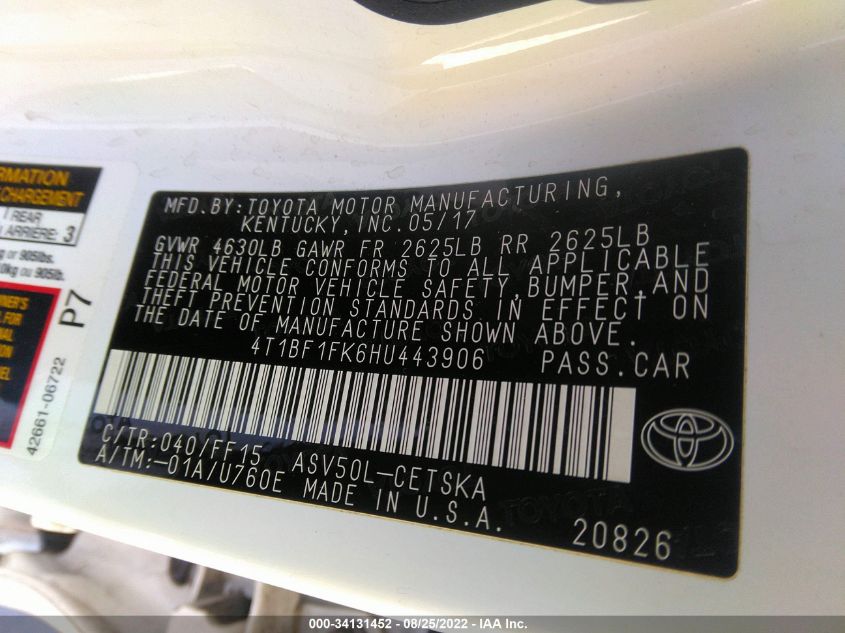 MFD.BY:TOYOTA MOTOR MANUFACTURING,
KENTUCKY,INC.05/17
GVWR 4630LB GAWR FR 2625LB RR 2625LB
THIS VEHICLE CONFORMS TO ALL APPLICABLE
FEDERAL MOTOR VEHICLE SAFETY,BUMPER,AND
THEFT PREVENTION STANDARDS IN EFFECT ON
THE DATE OF MANUFACTURE SHOWN ABOVE.
4T1BF1FK6HU443906 PASS.CAR
C/TR:040/FF15 ASV50L-CETSKA
A/TM:-01A/U760E MADE IN U.S.A.
20826
CHARGEMENT
REAR
ARRIÈRE: 3
ou 905lb.
P7
42661-06722
000-34131452 - 08/25/2022 - IAA Inc.